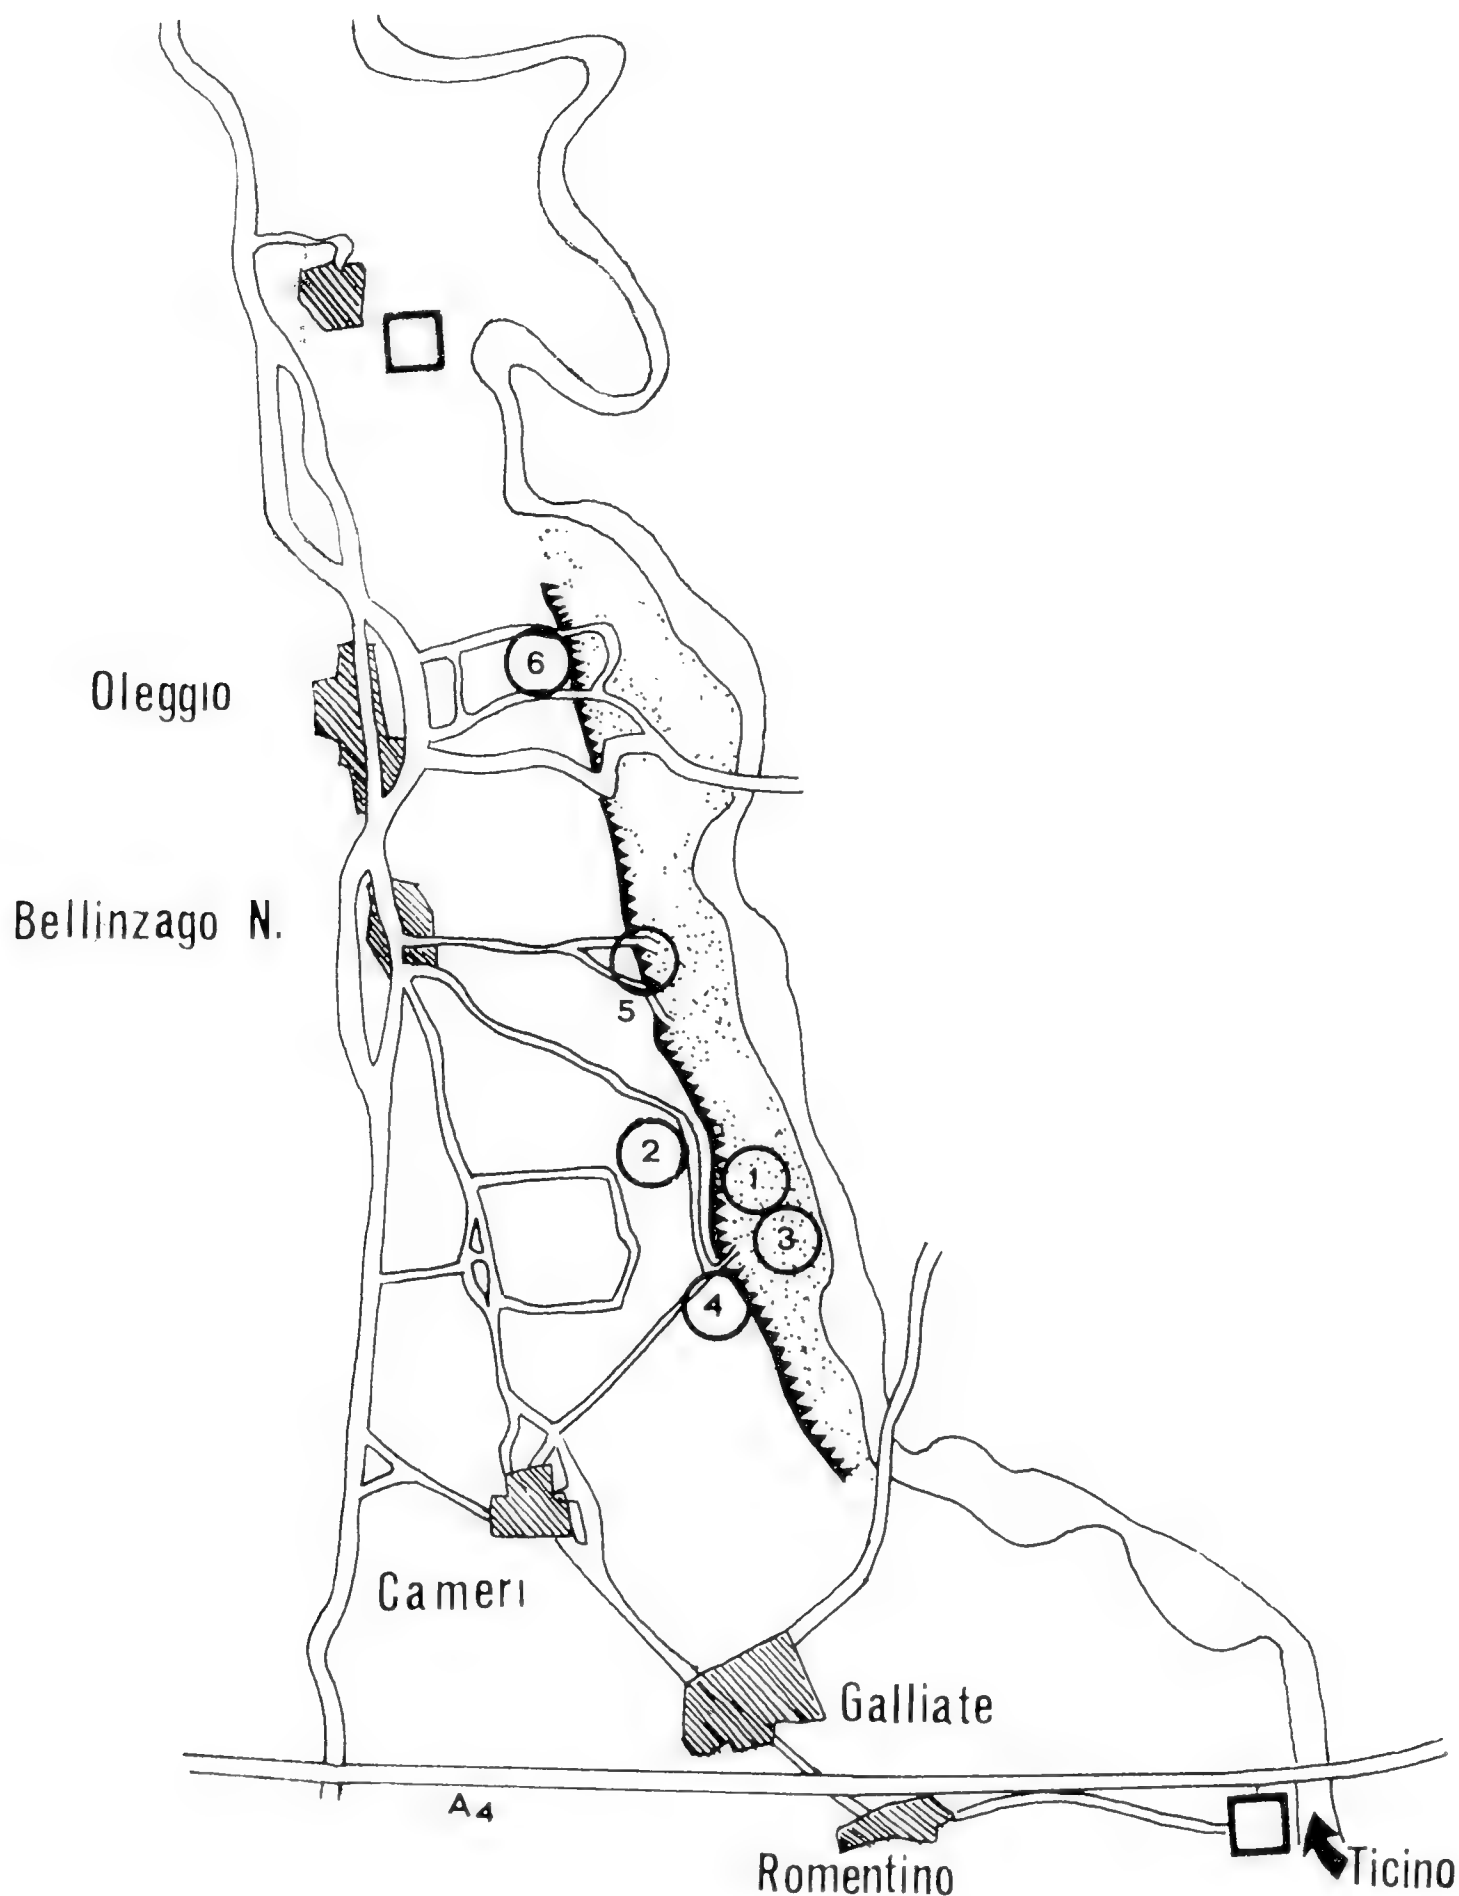 6
Oleggio
Bellinzago N.
5
2
1
3
4
Cameri
Galliate
A4
Romentino
Ticino